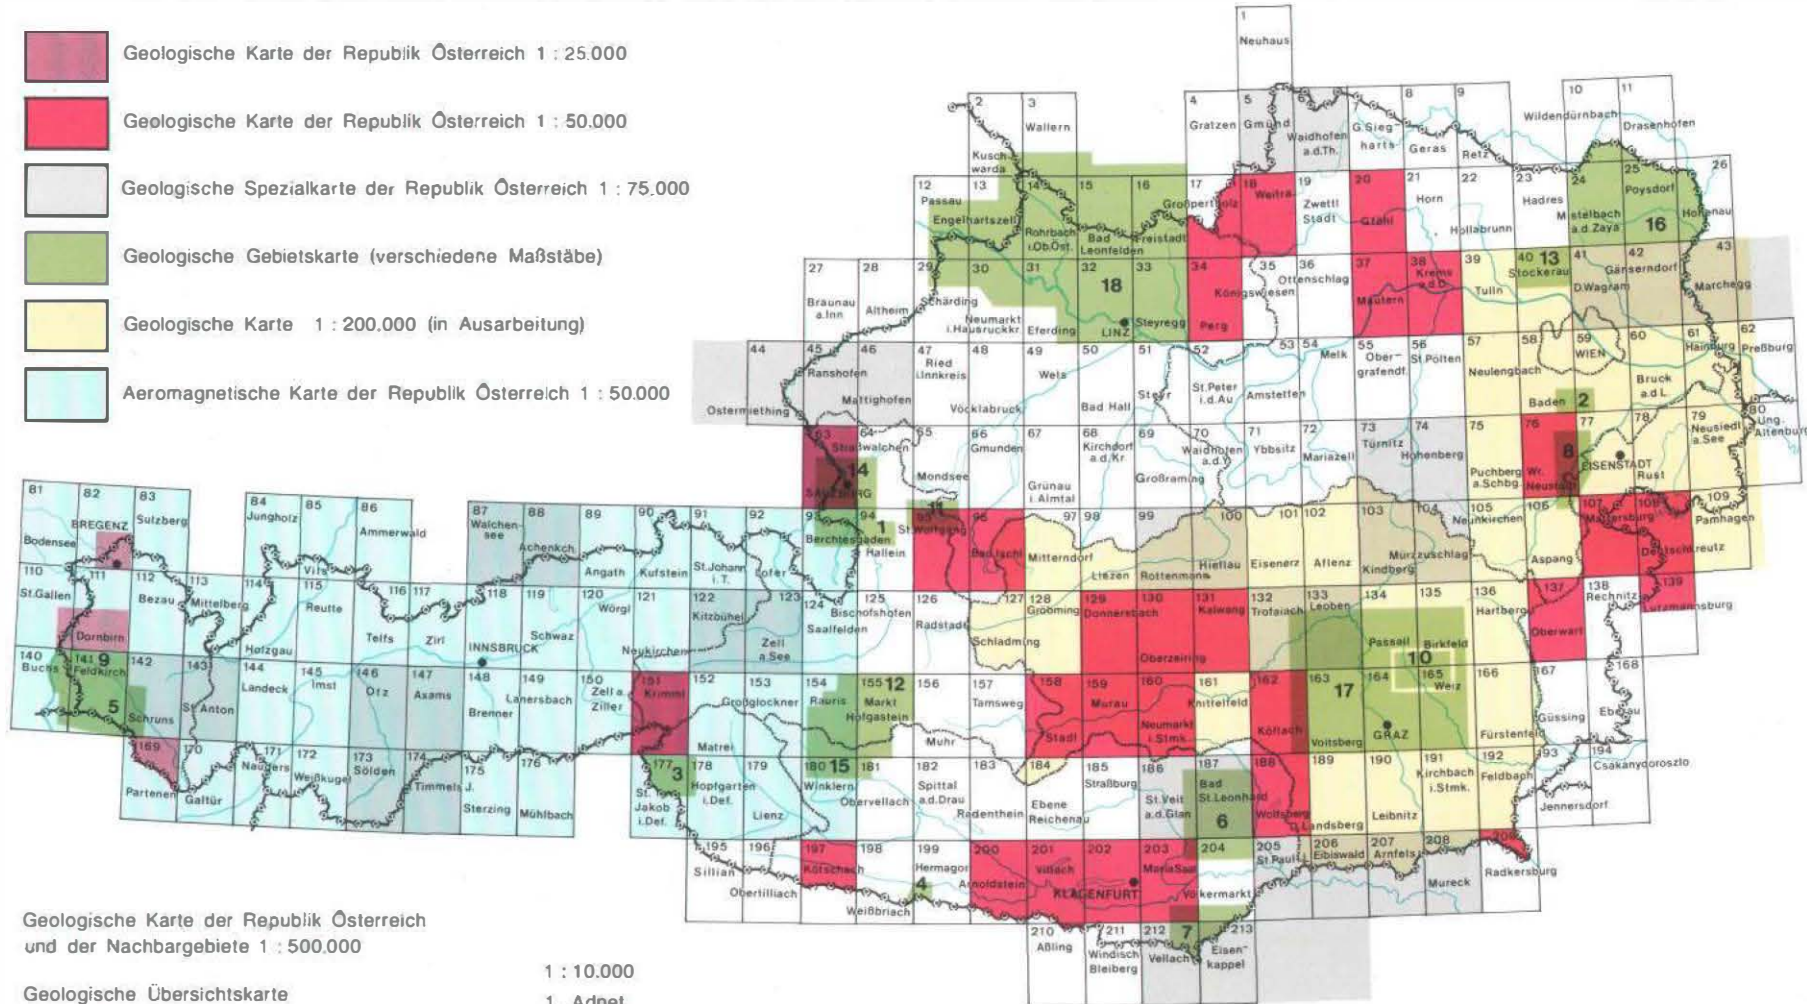 Geologische Karte der Republik Österreich 1 : 25.000
Geologische Karte der Republik Österreich 1 : 50.000
Geologische Spezialkarte der Republik Österreich 1 : 75.000
Geologische Gebietskarte (verschiedene Maßstäbe)
Geologische Karte 1 : 200.000 (in Ausarbeitung)
Aeromagnetische Karte der Republik Österreich 1 : 50.000
1
Neuhaus
2 3 4 5 6 7 8 9 10 11
Wallern
Gratzen Gmünd
Waidhofen
a.d.Th.
G.Sieg-
harts
Geras
Retz
Wildendürnbach
Drasenhofen
Kusch
warda
12 13 14 15 16 17 18 19 20 21 22 23 24 25 26
Passau
Engelhartszell
Rohrbach
i.Ob.Öst.
Bad
Leonfelden
Freistadt
Großpertholz
Weitra
Zwettl
Stadt
Gföhl
Horn
Hollabrunn
Hadres
Mistelbach
a.d.Zaya
Poysdorf
16
Hohenau
27 28 29 30 31 32 33 34 35 36 37 38 39 40 13 41 42 43
Braunau
a.Inn
Altheim
Schärding
Neumarkt
i.Hausruckkr.
Eferding
18
LINZ
Steyregg
Perg
Königswiesen
Ottenschlag
Mautern
Krems
a.d.D.
Tulln
Stockerau
D.Wagram
Gänserndorf
Marchegg
44 45 46 47 48 49 50 51 52 53 54 55 56 57 58 59 60 61 62
Ostermiething
Ranshofen
Mattighofen
Ried
i.Innkreis
Vöcklabruck
Wels
Bad Hall
Steyr
St.Peter
i.d.Au
Amstetten
Melk
Ober-
grafendf.
St.Pölten
Neulengbach
Baden
2
WIEN
Bruck
a.d.L.
Hainburg
Preßburg
63 64 65 66 67 68 69 70 71 72 73 74 75 76 77 78 79 80
Straßwalchen
14
SALZBURG
Mondsee
Gmunden
Grünau
i.Almtal
Kirchdorf
a.d.Kr.
Großraming
Waidhofen
a.d.Y.
Ybbsitz
Mariazell
Türnitz
Hohenberg
Puchberg
a.Schbg.
Wr.
Neustadt
8
EISENSTADT
Rust
Neusiedl
a.See
Ung.
Altenburg
81 82 83 84 85 86 87 88 89 90 91 92 93 94 95 96 97 98 99 100 101 102 103 104 105 106 107 108 109
Bodensee
BREGENZ
Sulzberg
Jungholz
Vils
Ammerwald
Walchen-
see
Achenkch.
Angath
Kufstein
St.Johann
i.T.
Lofer
Berchtesgaden
1
Hallein
11
St.Wolfgang
Bad Ischl
Mitterndorf
Liezen
Rottenmann
Hieflau
Eisenerz
Aflenz
Kindberg
Mürzzuschlag
Neunkirchen
Aspang
Mattersburg
Deutschkreutz
Pamhagen
110 111 112 113 114 115 116 117 118 119 120 121 122 123 124 125 126 127 128 129 130 131 132 133 134 135 136 137 138 139
St.Gallen
Dornbirn
Bezau
Mittelberg
Holzgau
Reutte
Telfs
Zirl
INNSBRUCK
Schwaz
Wörgl
Neukirchen
Kitzbühel
Zell
a.See
Saalfelden
Bischofshofen
Radstadt
Schladming
Gröbming
Donnersbach
Oberzeiring
Kalwang
Trofaiach
Leoben
Passail
Birkfeld
Hartberg
Oberwart
Rechnitz
Lutzmannsburg
140 141 142 143 144 145 146 147 148 149 150 151 152 153 154 155 156 157 158 159 160 161 162 163 164 165 166 167 168
Buchs
9
Feldkirch
5
Schruns
St.Anton
Landeck
Imst
Ötz
Axams
Brenner
Lanersbach
Zell a.
Ziller
Krimml
Matrei
Großglockner
Rauris
12
Markt
Hofgastein
Muhr
Tamsweg
Stadl
Murau
Neumarkt
i.Stmk.
Knittelfeld
Köflach
17
Voitsberg
GRAZ
10
Weiz
Fürstenfeld
Güssing
Eberau
169 170 171 172 173 174 175 176 177 178 179 180 181 182 183 184 185 186 187 188 189 190 191 192 193 194
Partenen
Galtür
Nauders
Weißkugel
Sölden
Timmels J.
Sterzing
Mühlbach
3
St.
Jakob
i.Def.
Hopfgarten
i.Def.
Lienz
15
Winklern
Obervellach
Spittal
a.d.Drau
Radenthein
Ebene
Reichenau
Straßburg
St.Veit
a.d.Glan
Bad
St.Leonhard
6
Wolfsberg
Landsberg
Leibnitz
Kirchbach
i.Stmk.
Feldbach
Jennersdorf
Csakanydoroszlo
195 196 197 198 199 200 201 202 203 204 205 206 207 208 209
Sillian
Obertilliach
Kötschach
Weißbriach
4
Hermagor
Arnoldstein
Villach
KLAGENFURT
Maria Saal
Völkermarkt
St.Paul
Eibiswald
Arnfels
Mureck
Radkersburg
210 211 212 213
Aßling
Windisch
Bleiberg
Vellach
7
Eisen-
kappel
Geologische Karte der Republik Österreich
und der Nachbargebiete 1 : 500.000
1 : 10.000
Geologische Übersichtskarte
1 Adnet